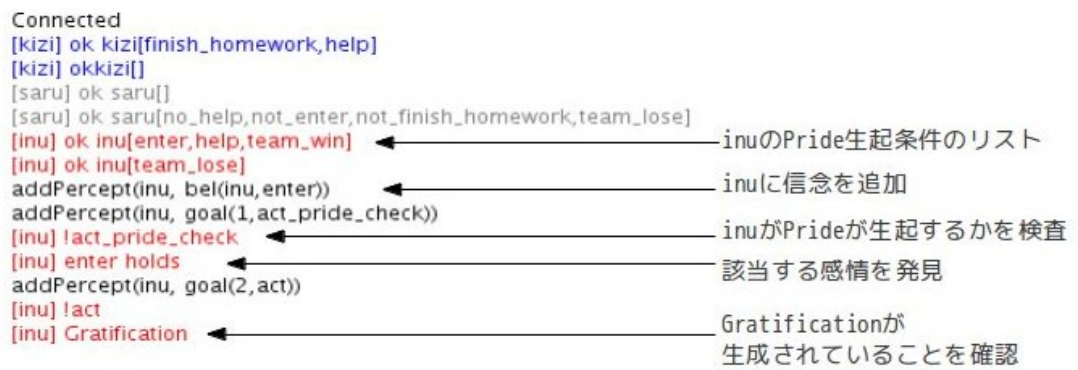 Connected
[kizi] ok kizi[finish_homework,help]
[kizi] okkizi[]
[saru] ok saru[]
[saru] ok saru[no_help,not_enter,not_finish_homework,team_lose]
[inu] ok inu[enter,help,team_win]
inuのPride生起条件のリスト
[inu] ok inu[team_lose]
addPercept(inu, bel(inu,enter))
inuに信念を追加
addPercept(inu, goal(1,act_pride_check))
[inu] !act_pride_check
inuがPrideが生起するかを検査
[inu] enter holds
該当する感情を発見
addPercept(inu, goal(2,act))
[inu] !act
[inu] Gratification
Gratificationが
生成されていることを確認